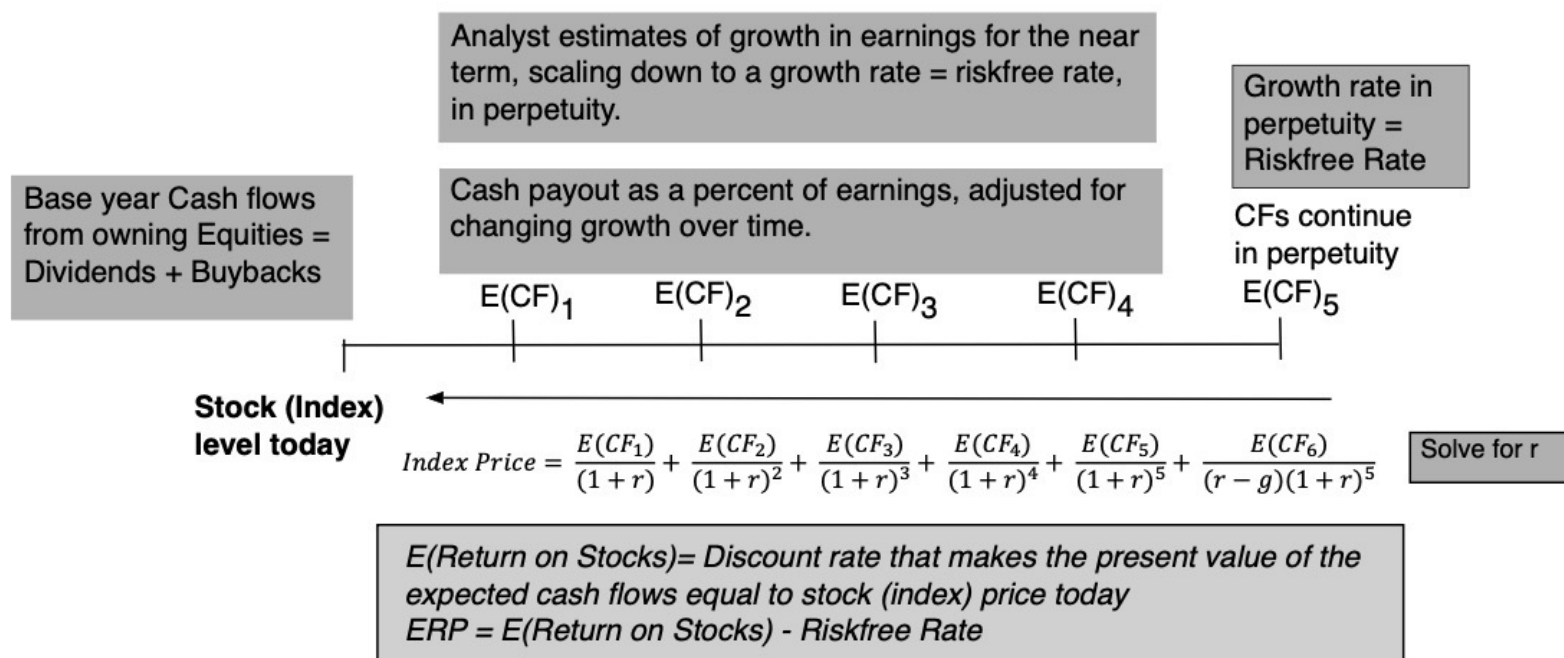 Analyst estimates of growth in earnings for the near
term, scaling down to a growth rate = riskfree rate,
in perpetuity.
Growth rate in
perpetuity =
Riskfree Rate
Base year Cash flows
from owning Equities =
Dividends + Buybacks
Cash payout as a percent of earnings, adjusted for
changing growth over time.
CFs continue
in perpetuity
E(CF)1 E(CF)2 E(CF)3 E(CF)4 E(CF)5
Stock (Index)
level today
Index Price = E(CF₁)/(1 + r) + E(CF₂)/(1 + r)² + E(CF₃)/(1 + r)³ + E(CF₄)/(1 + r)⁴ + E(CF₅)/(1 + r)⁵ + E(CF₆)/(r − g)(1 + r)⁵
Solve for r
E(Return on Stocks)= Discount rate that makes the present value of the
expected cash flows equal to stock (index) price today
ERP = E(Return on Stocks) - Riskfree Rate